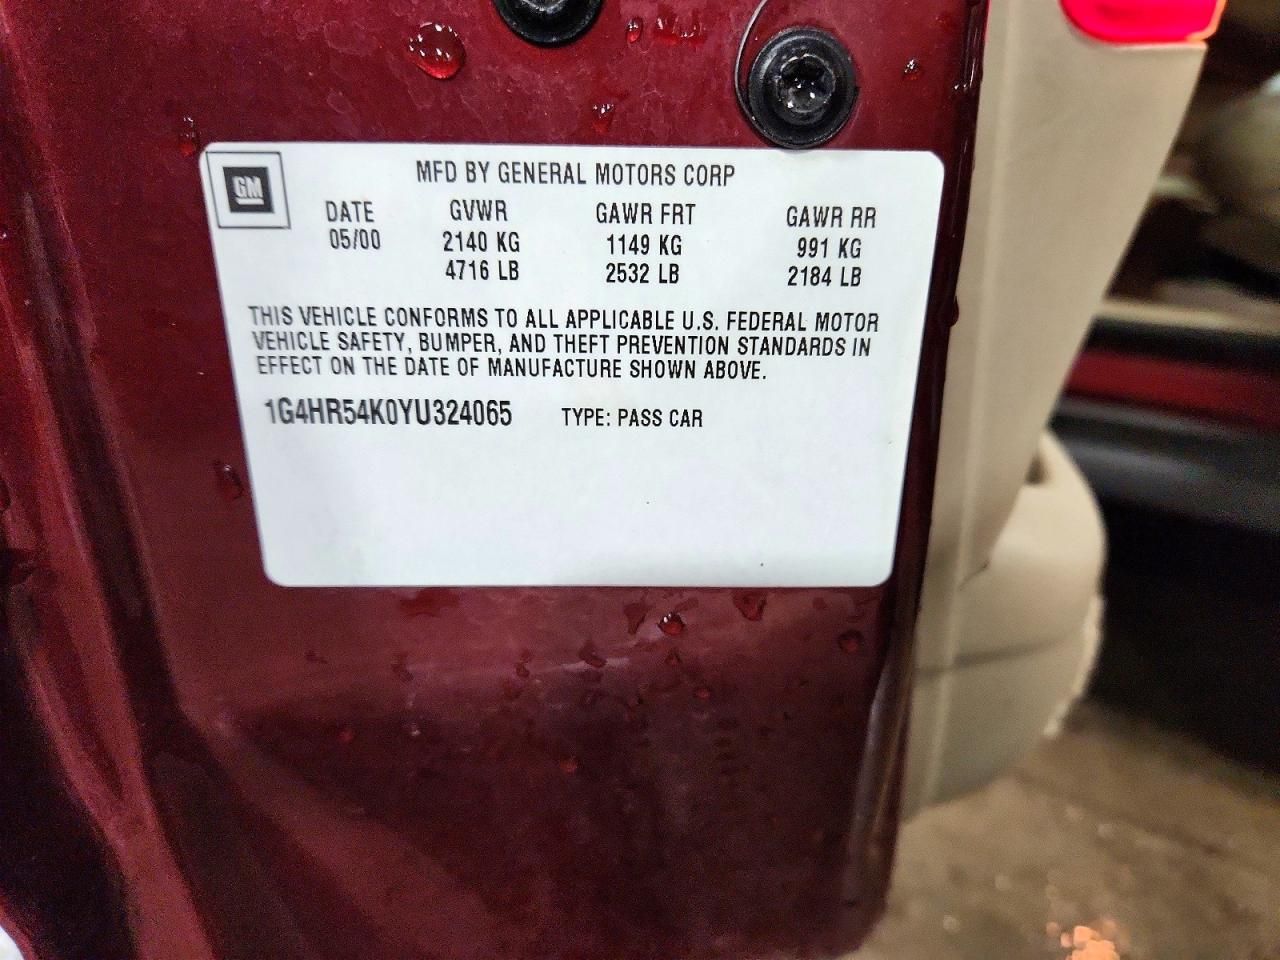 GM
MFD BY GENERAL MOTORS CORP
DATE GVWR GAWR FRT GAWR RR
05/00 2140 KG 1149 KG 991 KG
4716 LB 2532 LB 2184 LB
THIS VEHICLE CONFORMS TO ALL APPLICABLE U.S. FEDERAL MOTOR
VEHICLE SAFETY, BUMPER, AND THEFT PREVENTION STANDARDS IN
EFFECT ON THE DATE OF MANUFACTURE SHOWN ABOVE.
1G4HR54K0YU324065 TYPE: PASS CAR